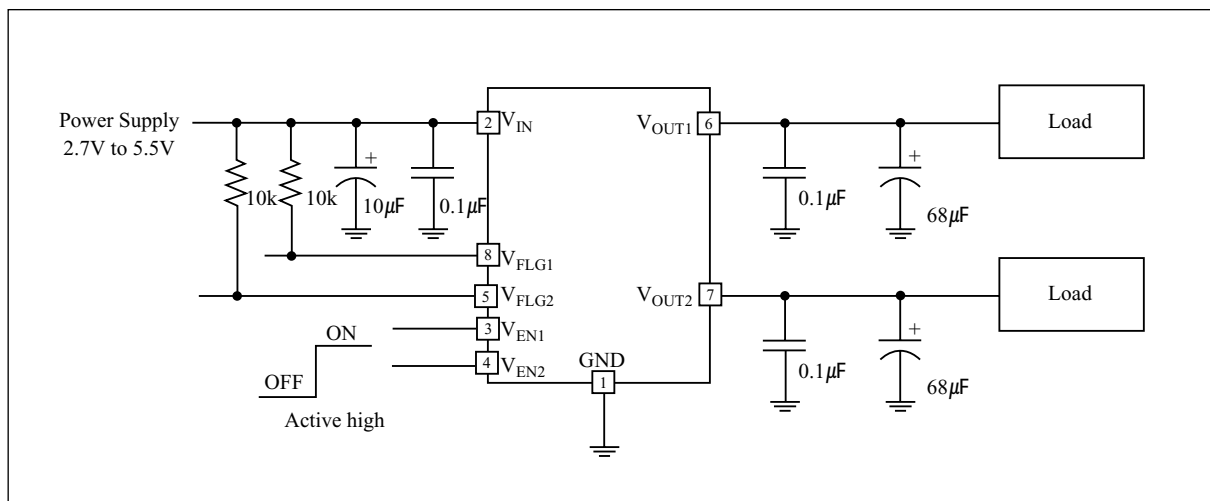 Power Supply
2.7V to 5.5V
10k
10k
+
10μF
0.1μF
2
VIN
8
VFLG1
5
VFLG2
3
VEN1
4
VEN2
ON
OFF
Active high
GND
1
VOUT1
6
0.1μF
+
68μF
Load
VOUT2
7
0.1μF
+
68μF
Load